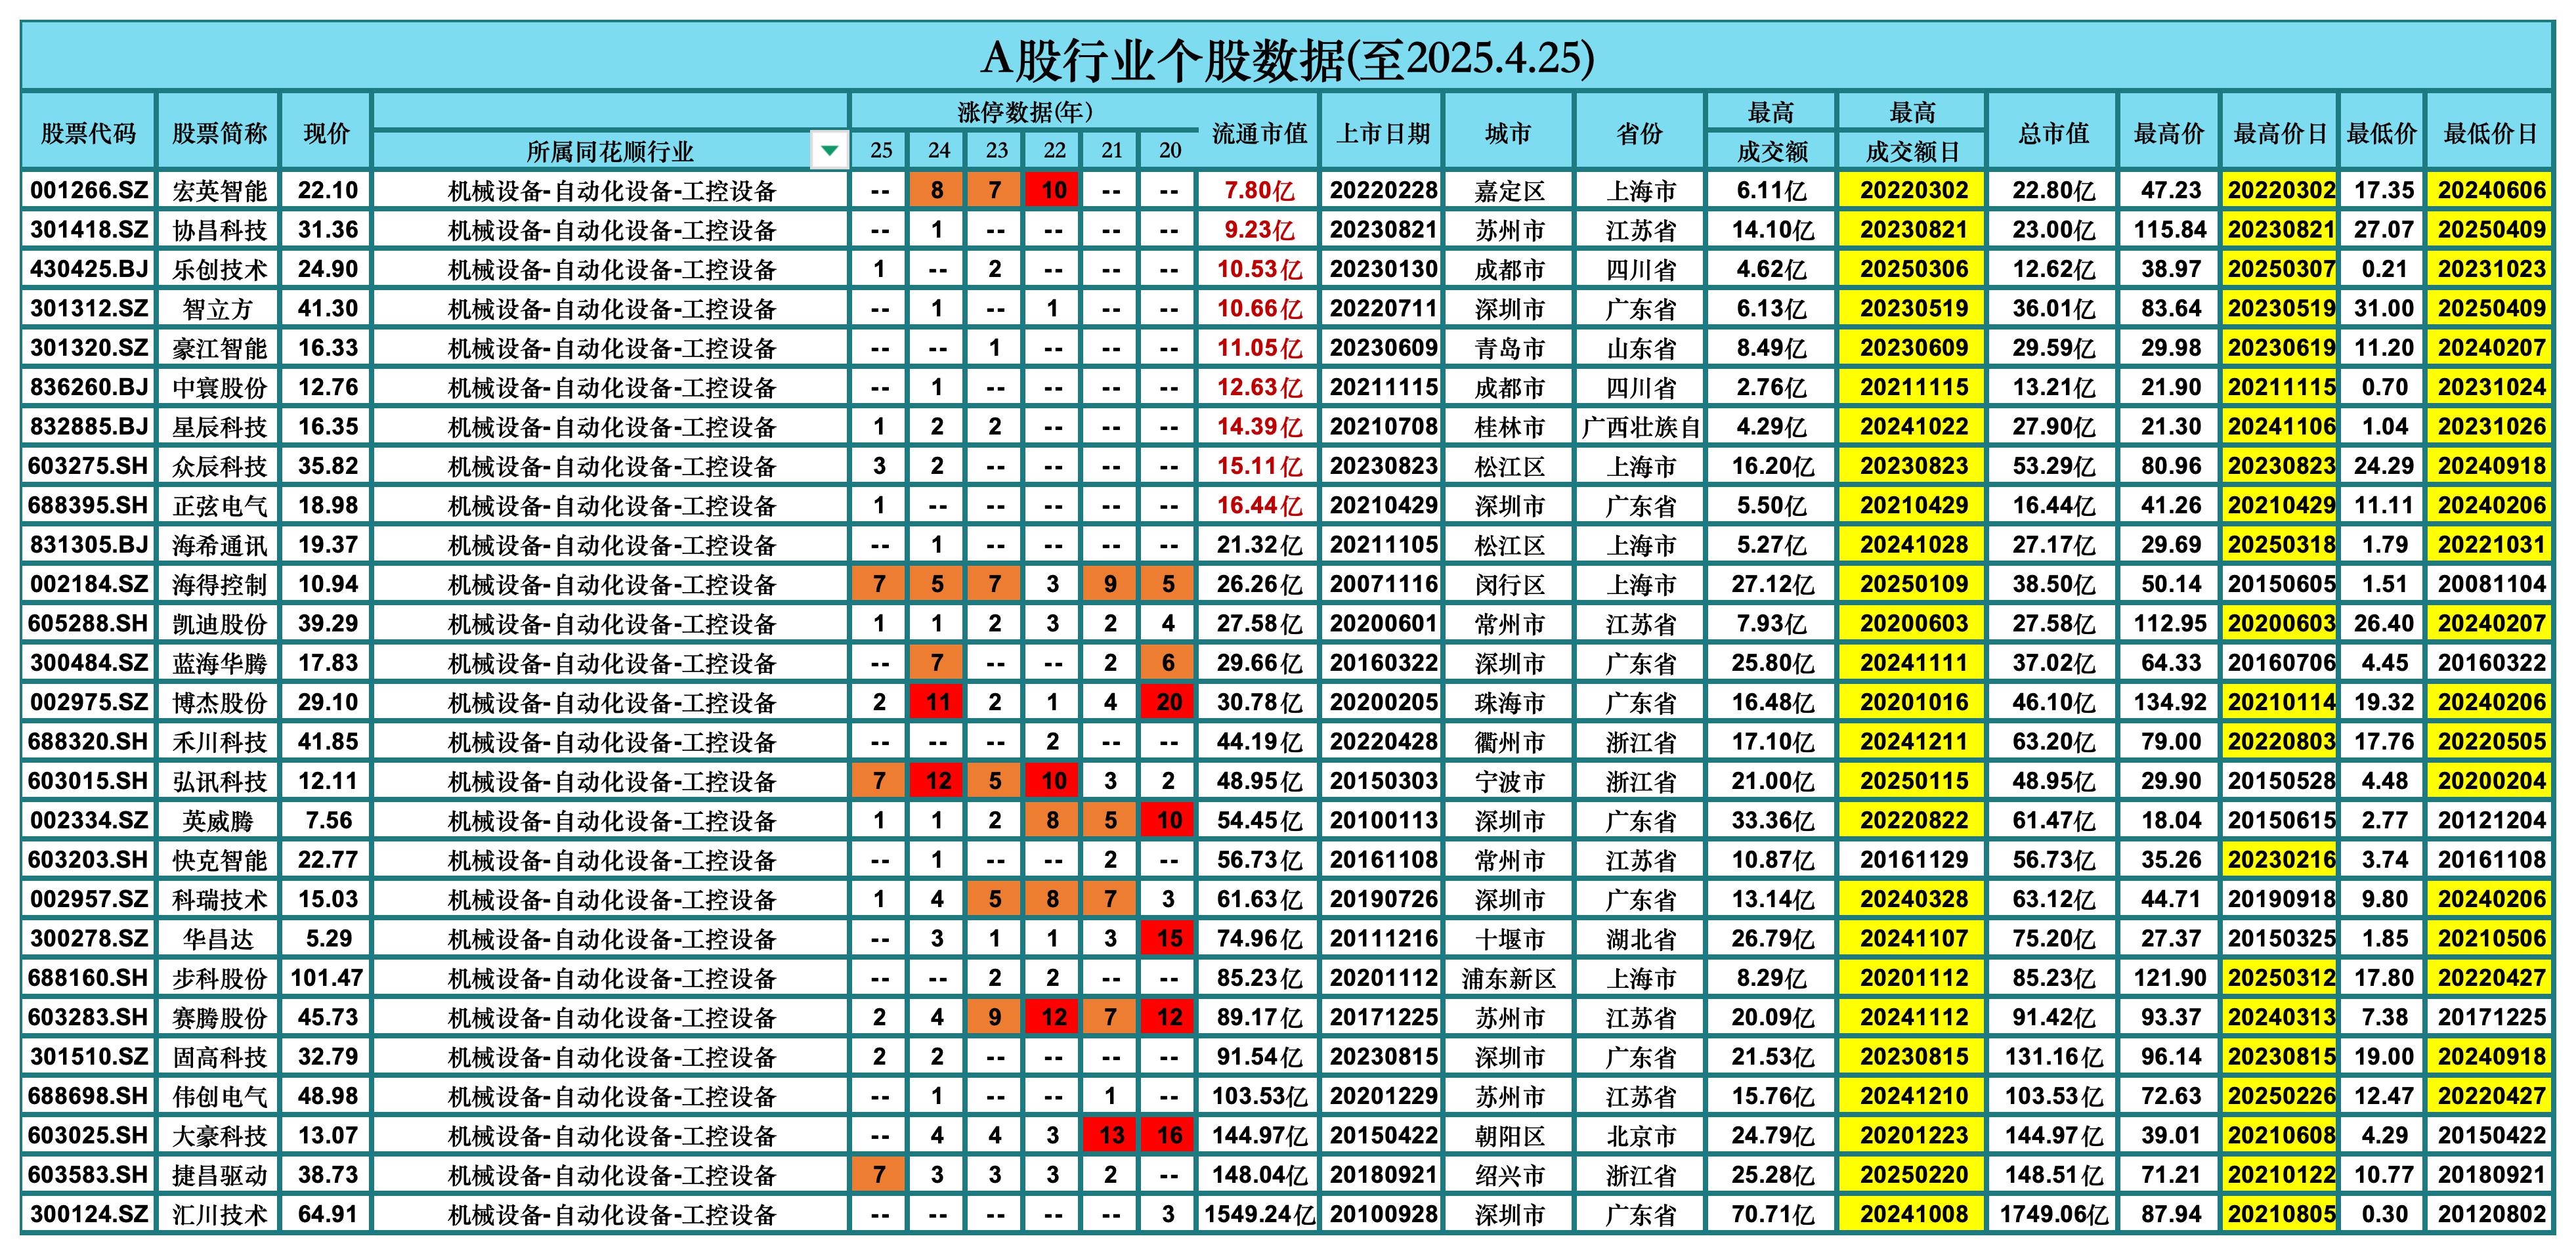 A股行业个股数据(至2025.4.25)
股票代码 股票简称 现价 所属同花顺行业 涨停数据(年) 25 24 23 22 21 20 流通市值 上市日期 城市 省份 最高成交额 最高成交额日 总市值 最高价 最高价日 最低价 最低价日
001266.SZ 宏英智能 22.10 机械设备-自动化设备-工控设备 -- 8 7 10 -- -- 7.80亿 20220228 嘉定区 上海市 6.11亿 20220302 22.80亿 47.23 20220302 17.35 20240606
301418.SZ 协昌科技 31.36 机械设备-自动化设备-工控设备 -- 1 -- -- -- -- 9.23亿 20230821 苏州市 江苏省 14.10亿 20230821 23.00亿 115.84 20230821 27.07 20250409
430425.BJ 乐创技术 24.90 机械设备-自动化设备-工控设备 1 -- 2 -- -- -- 10.53亿 20230130 成都市 四川省 4.62亿 20250306 12.62亿 38.97 20250307 0.21 20231023
301312.SZ 智立方 41.30 机械设备-自动化设备-工控设备 -- 1 -- 1 -- -- 10.66亿 20220711 深圳市 广东省 6.13亿 20230519 36.01亿 83.64 20230519 31.00 20250409
301320.SZ 豪江智能 16.33 机械设备-自动化设备-工控设备 -- -- 1 -- -- -- 11.05亿 20230609 青岛市 山东省 8.49亿 20230609 29.59亿 29.98 20230619 11.20 20240207
836260.BJ 中寰股份 12.76 机械设备-自动化设备-工控设备 -- 1 -- -- -- -- 12.63亿 20211115 成都市 四川省 2.76亿 20211115 13.21亿 21.90 20211115 0.70 20231024
832885.BJ 星辰科技 16.35 机械设备-自动化设备-工控设备 1 2 2 -- -- -- 14.39亿 20210708 桂林市 广西壮族自 4.29亿 20241022 27.90亿 21.30 20241106 1.04 20231026
603275.SH 众辰科技 35.82 机械设备-自动化设备-工控设备 3 2 -- -- -- -- 15.11亿 20230823 松江区 上海市 16.20亿 20230823 53.29亿 80.96 20230823 24.29 20240918
688395.SH 正弦电气 18.98 机械设备-自动化设备-工控设备 1 -- -- -- -- -- 16.44亿 20210429 深圳市 广东省 5.50亿 20210429 16.44亿 41.26 20210429 11.11 20240206
831305.BJ 海希通讯 19.37 机械设备-自动化设备-工控设备 -- 1 -- -- -- -- 21.32亿 20211105 松江区 上海市 5.27亿 20241028 27.17亿 29.69 20250318 1.79 20221031
002184.SZ 海得控制 10.94 机械设备-自动化设备-工控设备 7 5 7 3 9 5 26.26亿 20071116 闵行区 上海市 27.12亿 20250109 38.50亿 50.14 20150605 1.51 20081104
605288.SH 凯迪股份 39.29 机械设备-自动化设备-工控设备 1 1 2 3 2 4 27.58亿 20200601 常州市 江苏省 7.93亿 20200603 27.58亿 112.95 20200603 26.40 20240207
300484.SZ 蓝海华腾 17.83 机械设备-自动化设备-工控设备 -- 7 -- -- 2 6 29.66亿 20160322 深圳市 广东省 25.80亿 20241111 37.02亿 64.33 20160706 4.45 20160322
002975.SZ 博杰股份 29.10 机械设备-自动化设备-工控设备 2 11 2 1 4 20 30.78亿 20200205 珠海市 广东省 16.48亿 20201016 46.10亿 134.92 20210114 19.32 20240206
688320.SH 禾川科技 41.85 机械设备-自动化设备-工控设备 -- -- -- 2 -- -- 44.19亿 20220428 衢州市 浙江省 17.10亿 20241211 63.20亿 79.00 20220803 17.76 20220505
603015.SH 弘讯科技 12.11 机械设备-自动化设备-工控设备 7 12 5 10 3 2 48.95亿 20150303 宁波市 浙江省 21.00亿 20250115 48.95亿 29.90 20150528 4.48 20200204
002334.SZ 英威腾 7.56 机械设备-自动化设备-工控设备 1 1 2 8 5 10 54.45亿 20100113 深圳市 广东省 33.36亿 20220822 61.47亿 18.04 20150615 2.77 20121204
603203.SH 快克智能 22.77 机械设备-自动化设备-工控设备 -- 1 -- -- 2 -- 56.73亿 20161108 常州市 江苏省 10.87亿 20161129 56.73亿 35.26 20230216 3.74 20161108
002957.SZ 科瑞技术 15.03 机械设备-自动化设备-工控设备 1 4 5 8 7 3 61.63亿 20190726 深圳市 广东省 13.14亿 20240328 63.12亿 44.71 20190918 9.80 20240206
300278.SZ 华昌达 5.29 机械设备-自动化设备-工控设备 -- 3 1 1 3 15 74.96亿 20111216 十堰市 湖北省 26.79亿 20241107 75.20亿 27.37 20150325 1.85 20210506
688160.SH 步科股份 101.47 机械设备-自动化设备-工控设备 -- -- 2 2 -- -- 85.23亿 20201112 浦东新区 上海市 8.29亿 20201112 85.23亿 121.90 20250312 17.80 20220427
603283.SH 赛腾股份 45.73 机械设备-自动化设备-工控设备 2 4 9 12 7 12 89.17亿 20171225 苏州市 江苏省 20.09亿 20241112 91.42亿 93.37 20240313 7.38 20171225
301510.SZ 固高科技 32.79 机械设备-自动化设备-工控设备 2 2 -- -- -- -- 91.54亿 20230815 深圳市 广东省 21.53亿 20230815 131.16亿 96.14 20230815 19.00 20240918
688698.SH 伟创电气 48.98 机械设备-自动化设备-工控设备 -- 1 -- -- 1 -- 103.53亿 20201229 苏州市 江苏省 15.76亿 20241210 103.53亿 72.63 20250226 12.47 20220427
603025.SH 大豪科技 13.07 机械设备-自动化设备-工控设备 -- 4 4 3 13 16 144.97亿 20150422 朝阳区 北京市 24.79亿 20201223 144.97亿 39.01 20210608 4.29 20150422
603583.SH 捷昌驱动 38.73 机械设备-自动化设备-工控设备 7 3 3 3 2 -- 148.04亿 20180921 绍兴市 浙江省 25.28亿 20250220 148.51亿 71.21 20210122 10.77 20180921
300124.SZ 汇川技术 64.91 机械设备-自动化设备-工控设备 -- -- -- -- -- 3 1549.24亿 20100928 深圳市 广东省 70.71亿 20241008 1749.06亿 87.94 20210805 0.30 20120802